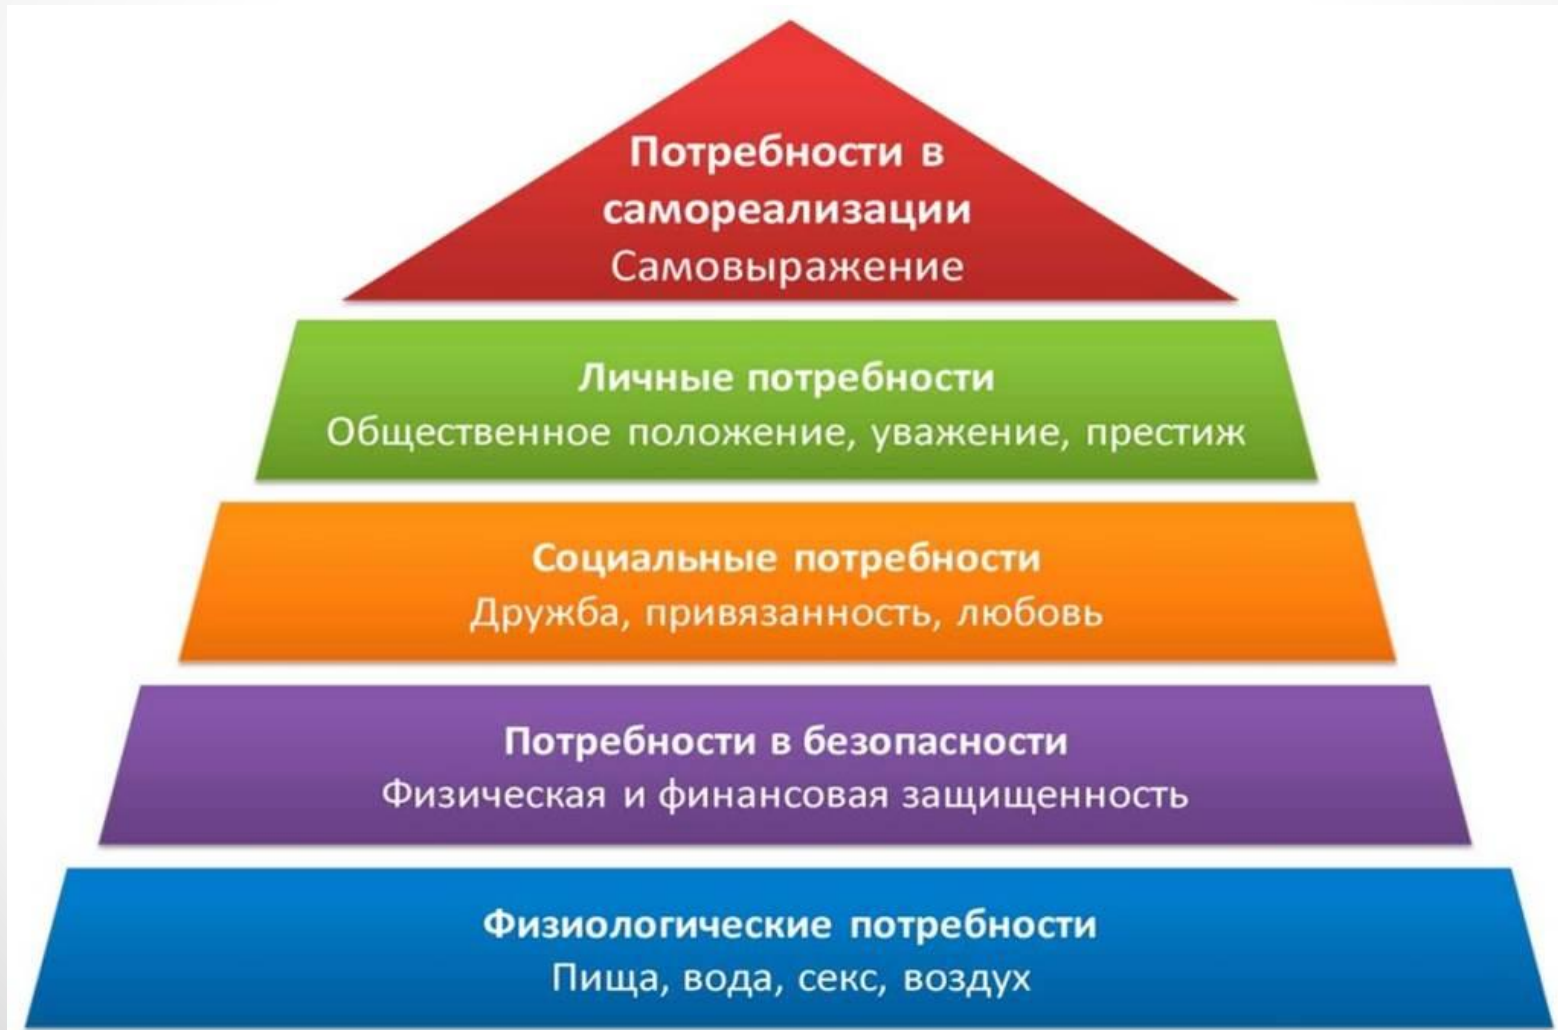 Потребности в
самореализации
Самовыражение
Личные потребности
Общественное положение, уважение, престиж
Социальные потребности
Дружба, привязанность, любовь
Потребности в безопасности
Физическая и финансовая защищенность
Физиологические потребности
Пища, вода, секс, воздух